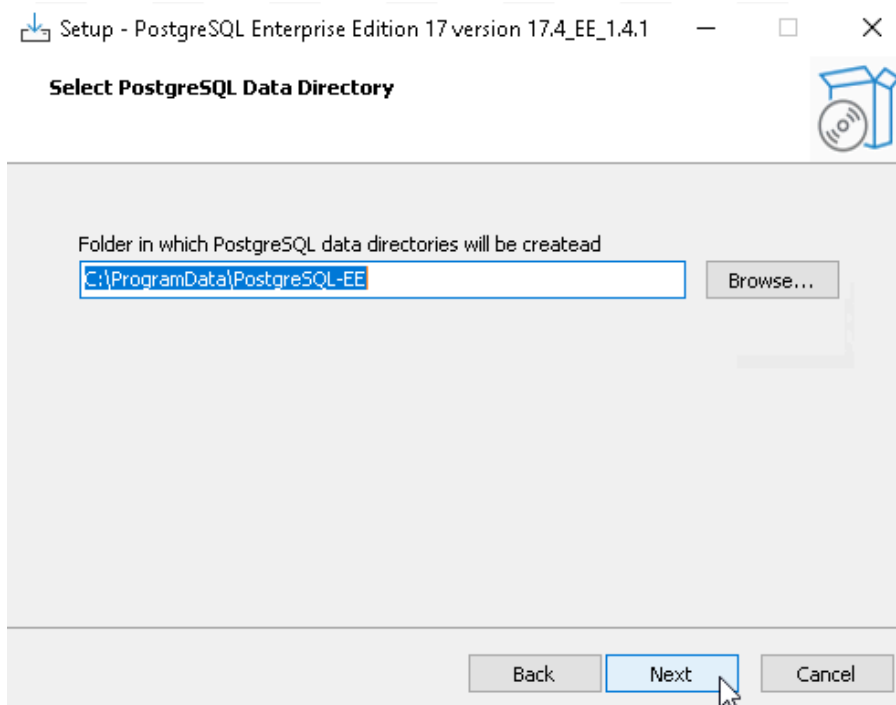 Setup - PostgreSQL Enterprise Edition 17 version 17.4_EE_1.4.1
Select PostgreSQL Data Directory
Folder in which PostgreSQL data directories will be createad
C:\ProgramData\PostgreSQL-EE
Browse...
Back
Next
Cancel